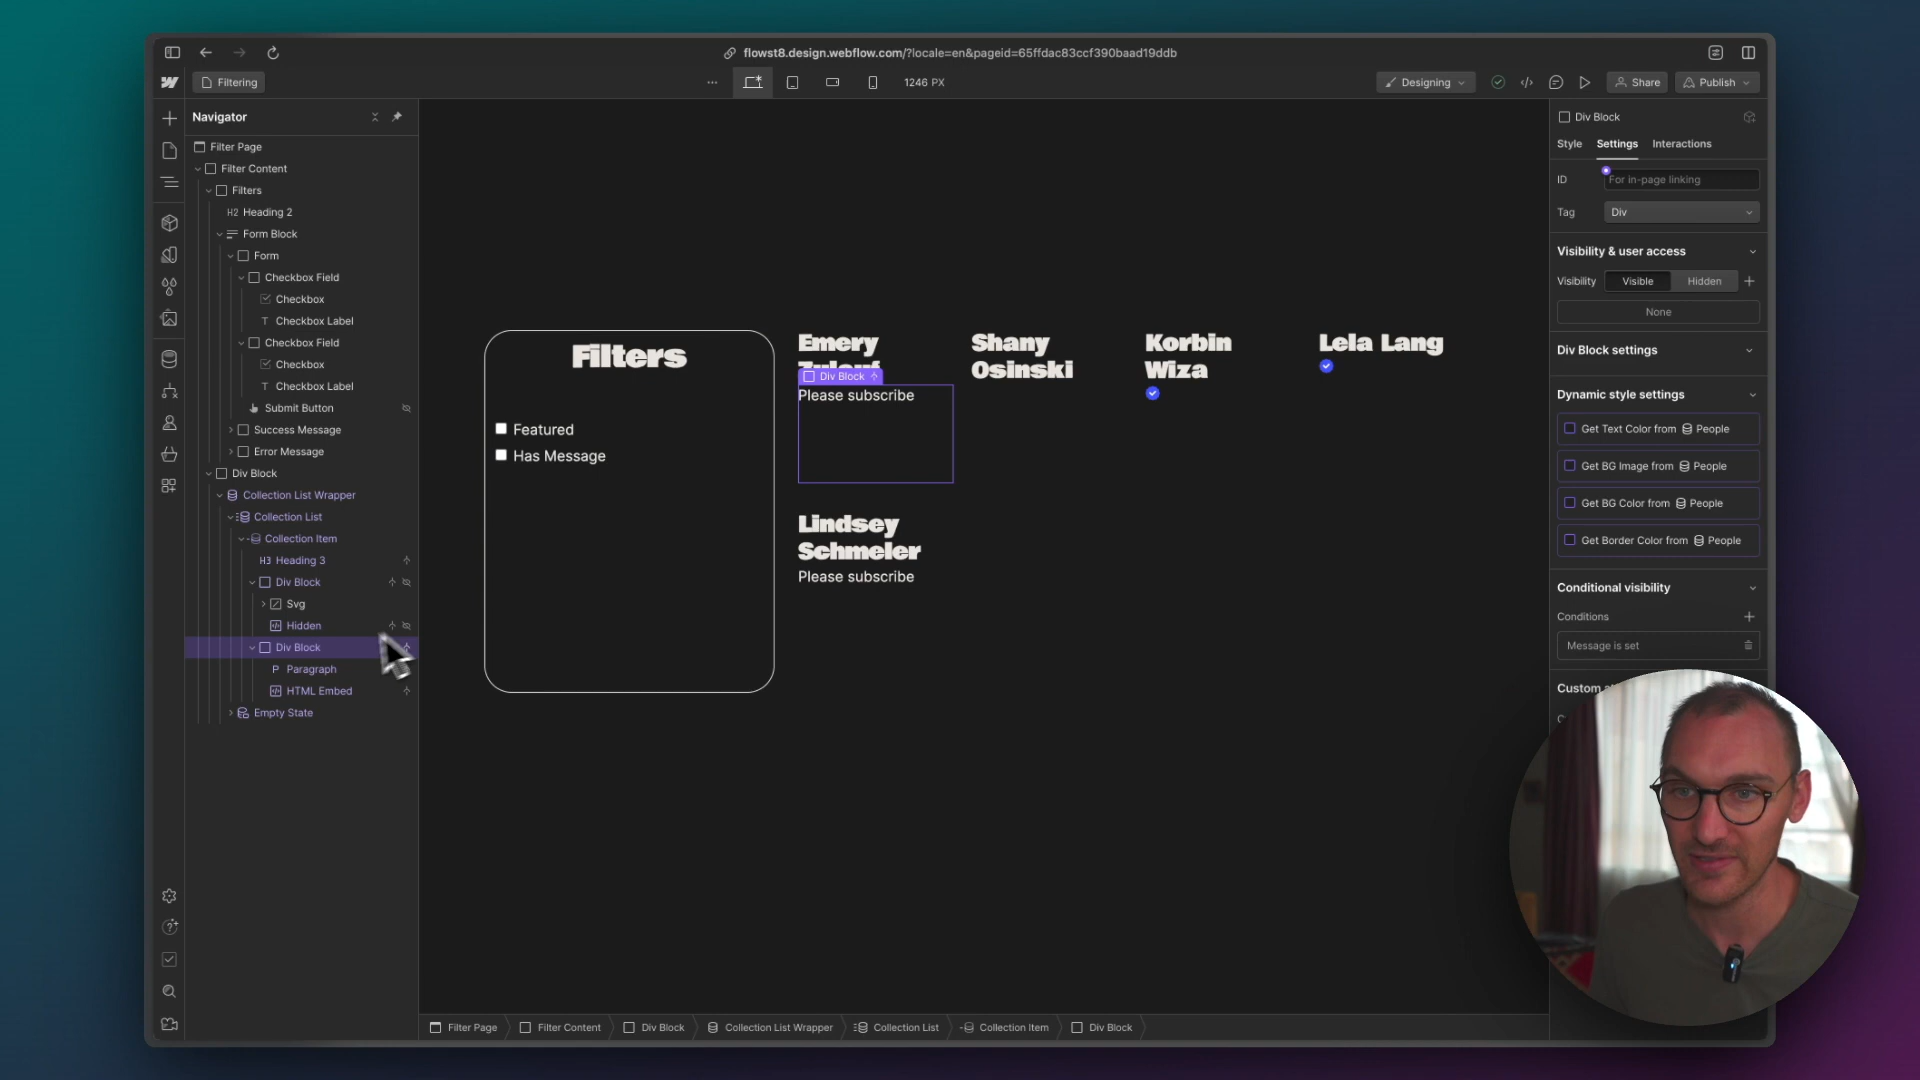 flowst8.design.webflow.com/?locale=en&pageid=65ffdac83ccf390baad19ddb
Filtering
1246 PX
Designing
Share
Publish
Navigator
Filter Page
Filter Content
Filters
H2 Heading 2
Form Block
Form
Checkbox Field
Checkbox
T Checkbox Label
Checkbox Field
Checkbox
T Checkbox Label
Submit Button
Success Message
Error Message
Div Block
Collection List Wrapper
Collection List
Collection Item
H3 Heading 3
Div Block
Svg
Hidden
Div Block
P Paragraph
HTML Embed
Empty State
Filters
Featured
Has Message
Emery
Zulauf
Div Block
Please subscribe
Shany
Osinski
Korbin
Wiza
Lela Lang
Lindsey
Schmeler
Please subscribe
Div Block
Style Settings Interactions
ID For in-page linking
Tag Div
Visibility & user access
Visibility Visible Hidden
None
Div Block settings
Dynamic style settings
Get Text Color from People
Get BG Image from People
Get BG Color from People
Get Border Color from People
Conditional visibility
Conditions
Message is set
Custom
Filter Page Filter Content Div Block Collection List Wrapper Collection List Collection Item Div Block